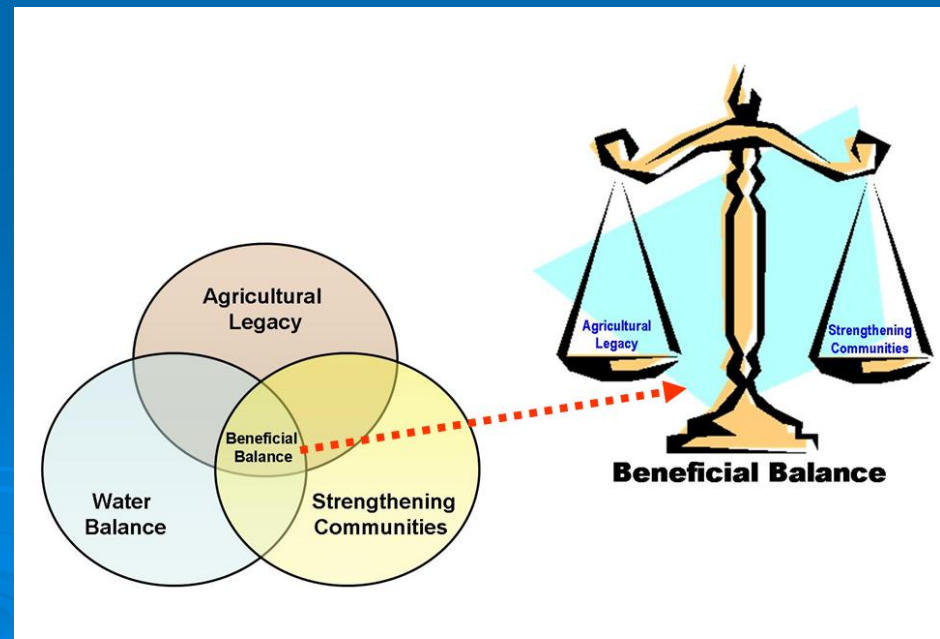 Agricultural
Legacy
Beneficial
Balance
Water
Balance
Strengthening
Communities
Agricultural
Legacy
Strengthening
Communities
Beneficial Balance